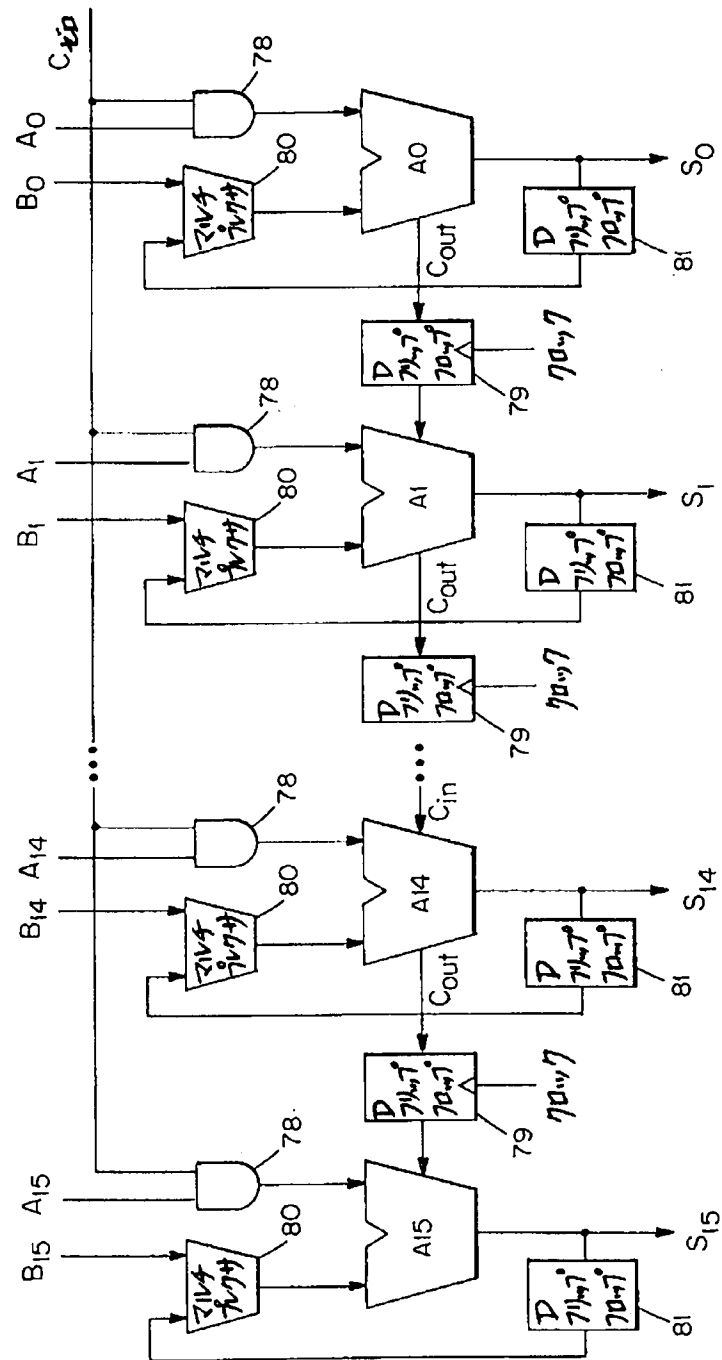 B15
A15
B14
A14
...
B1
A1
B0
A0
78
78
78
78
マルチ
プレクサ
80
マルチ
プレクサ
80
マルチ
プレクサ
80
マルチ
プレクサ
80
A15
A14
A1
A0
Cout
Cin
...
Cout
Cout
D
フリップ
フロップ
79
クロック
D
フリップ
フロップ
79
クロック
D
フリップ
フロップ
79
クロック
D
フリップ
フロップ
81
D
フリップ
フロップ
81
D
フリップ
フロップ
81
D
フリップ
フロップ
81
S15
S14
S1
S0